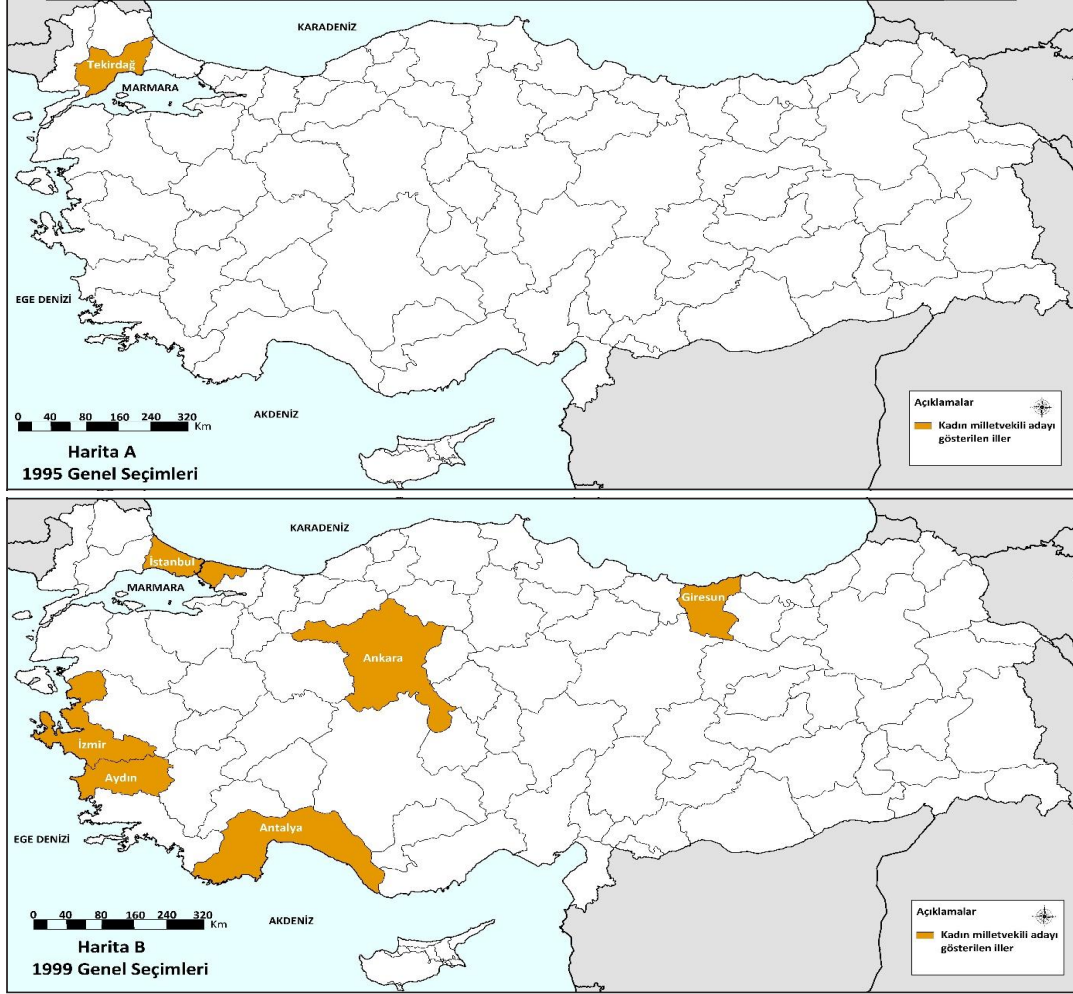 KARADENİZ
Tekirdağ
MARMARA
EGE DENİZİ
AKDENİZ
0 40 80 160 240 320
Km
Harita A
1995 Genel Seçimleri
Açıklamalar
Kadın milletvekili adayı
gösterilen iller
KARADENİZ
İstanbul
MARMARA
Giresun
Ankara
İzmir
Aydın
Antalya
EGE DENİZİ
AKDENİZ
0 40 80 160 240 320
Km
Harita B
1999 Genel Seçimleri
Açıklamalar
Kadın milletvekili adayı
gösterilen iller